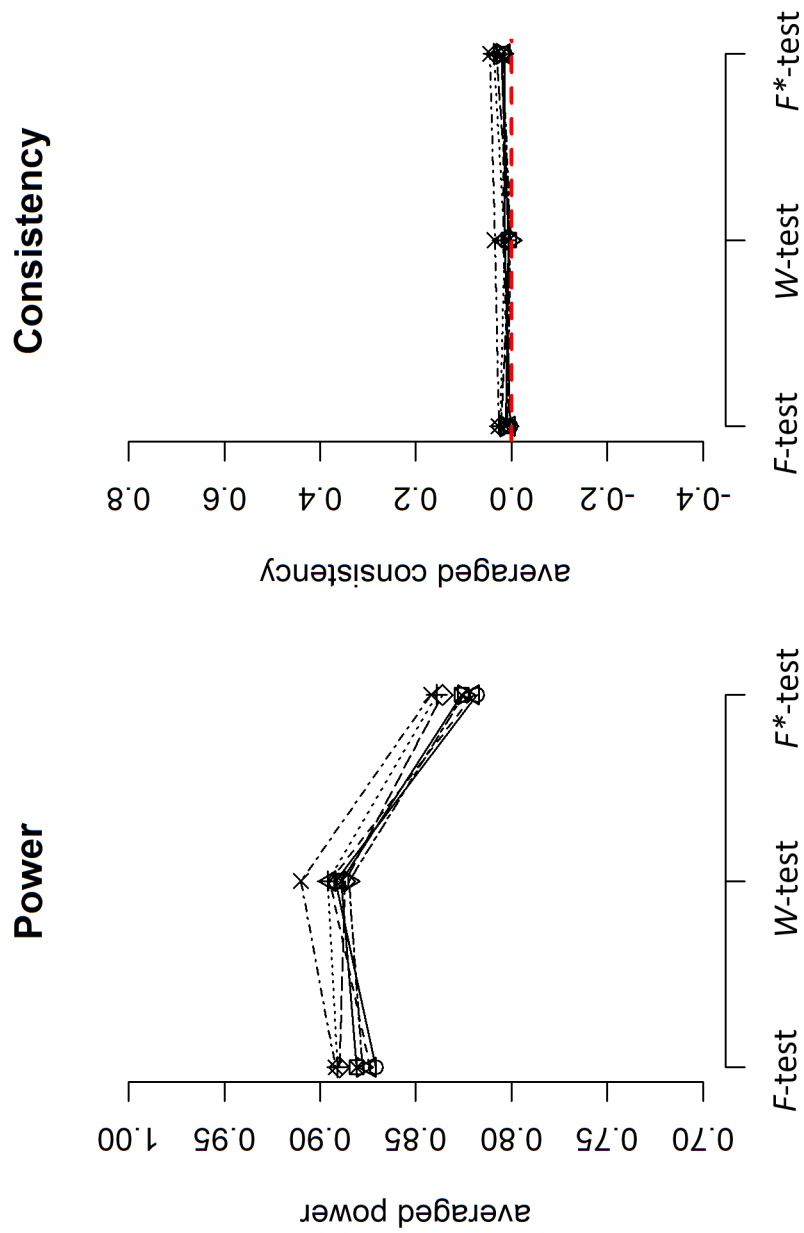 Power
averaged power
1.00
0.95
0.90
0.85
0.80
0.75
0.70
F-test
W-test
F*-test
Consistency
averaged consistency
0.8
0.6
0.4
0.2
0.0
-0.2
-0.4
F-test
W-test
F*-test